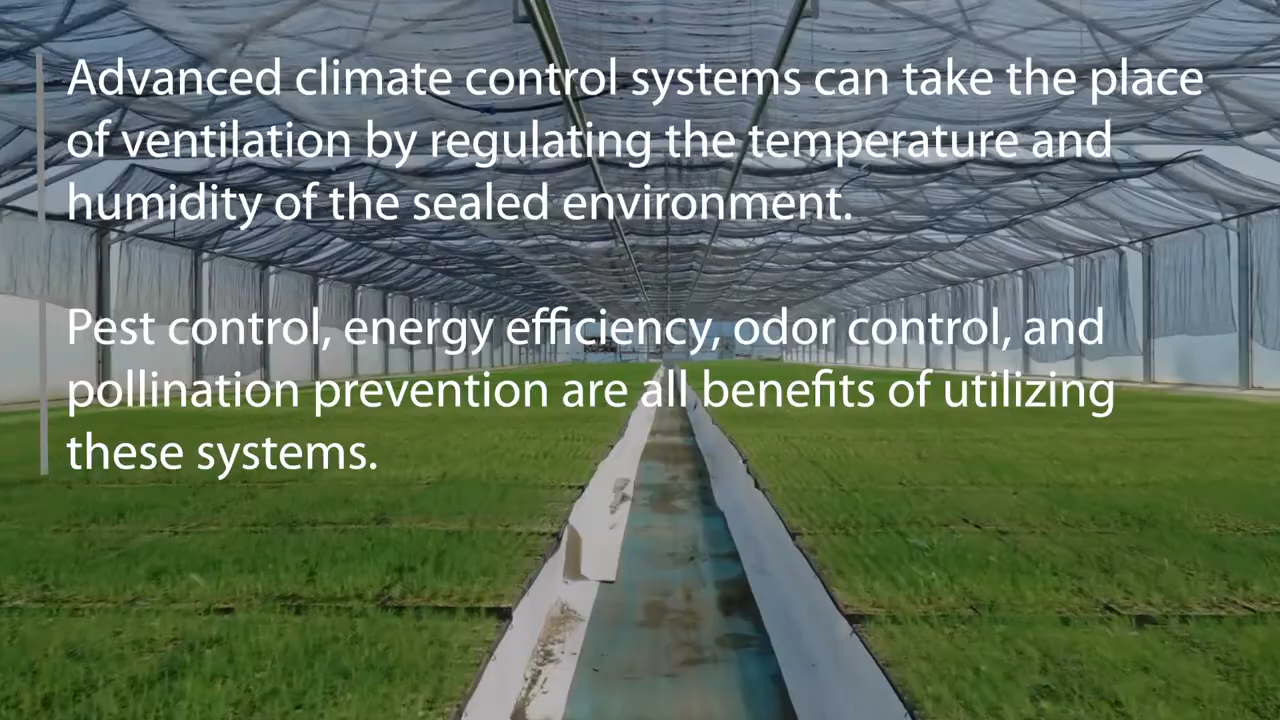 Advanced climate control systems can take the place
of ventilation by regulating the temperature and
humidity of the sealed environment.
Pest control, energy efficiency, odor control, and
pollination prevention are all benefits of utilizing
these systems.